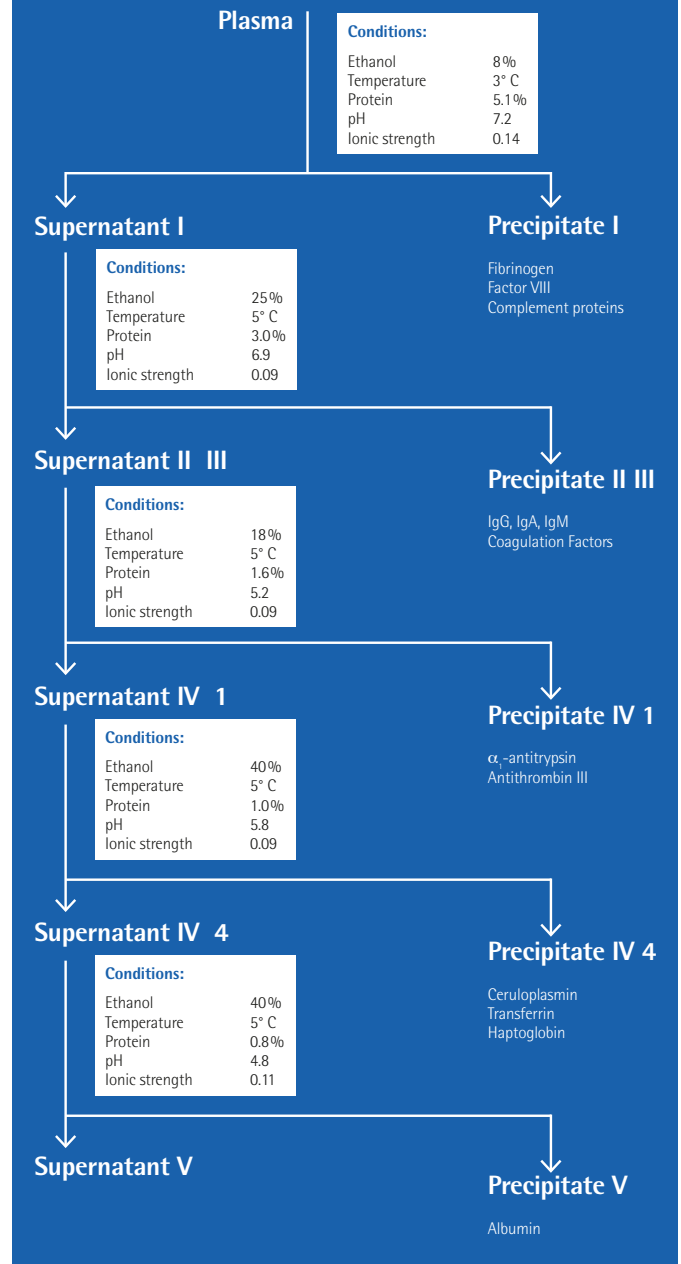 Plasma
Conditions:
Ethanol 8%
Temperature 3° C
Protein 5.1%
pH 7.2
Ionic strength 0.14
Supernatant I
Precipitate I
Fibrinogen
Factor VIII
Complement proteins
Conditions:
Ethanol 25%
Temperature 5° C
Protein 3.0%
pH 6.9
Ionic strength 0.09
Supernatant II III
Precipitate II III
IgG, IgA, IgM
Coagulation Factors
Conditions:
Ethanol 18%
Temperature 5° C
Protein 1.6%
pH 5.2
Ionic strength 0.09
Supernatant IV 1
Precipitate IV 1
α₁-antitrypsin
Antithrombin III
Conditions:
Ethanol 40%
Temperature 5° C
Protein 1.0%
pH 5.8
Ionic strength 0.09
Supernatant IV 4
Precipitate IV 4
Ceruloplasmin
Transferrin
Haptoglobin
Conditions:
Ethanol 40%
Temperature 5° C
Protein 0.8%
pH 4.8
Ionic strength 0.11
Supernatant V
Precipitate V
Albumin